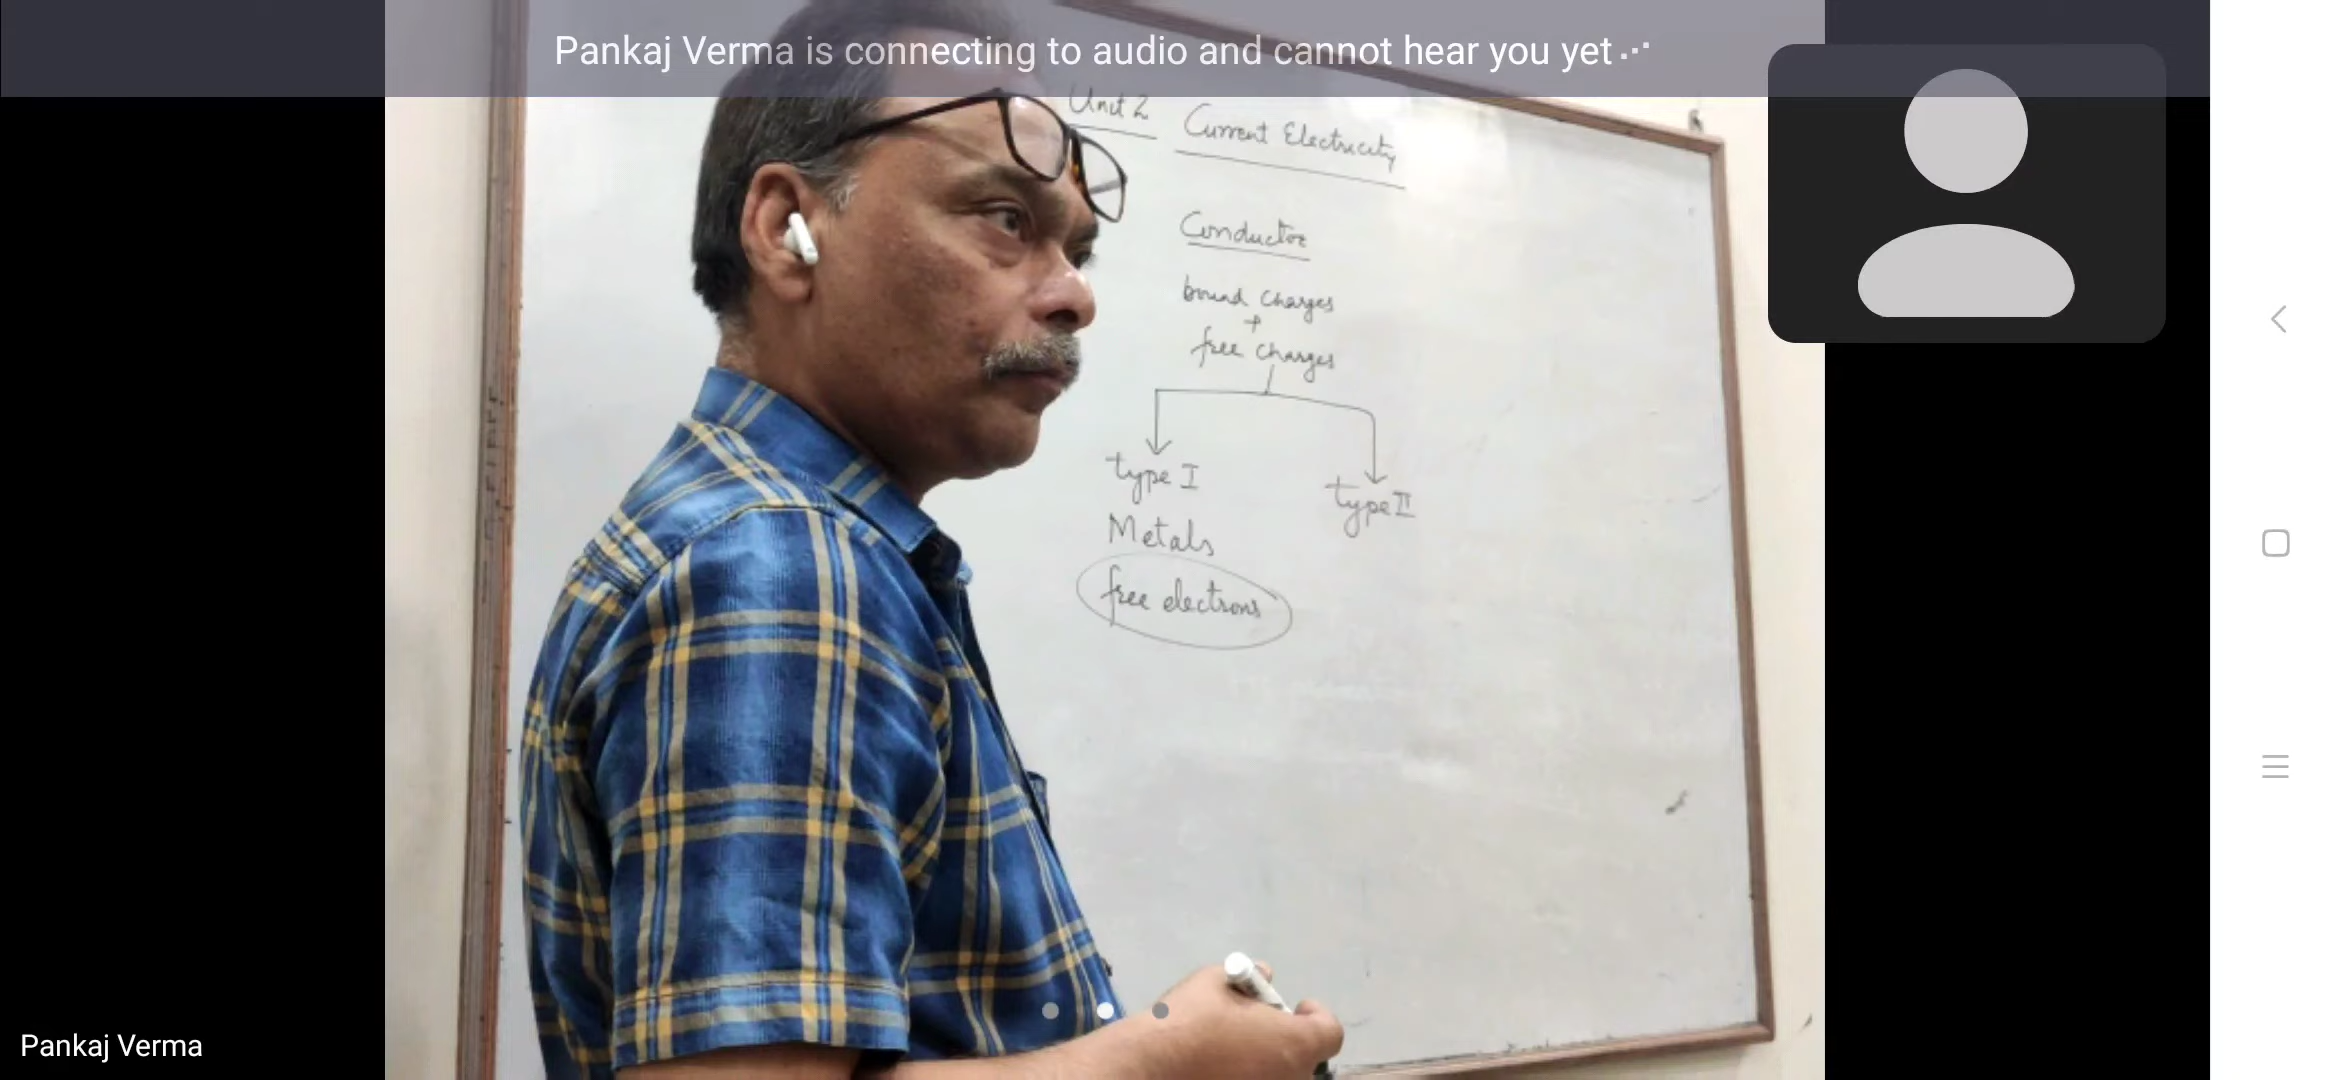 Pankaj Verma is connecting to audio and cannot hear you yet
Unit 2 Current Electricity
Conductor
bound charges
+
free charges
type I type II
Metals
free electrons
Pankaj Verma